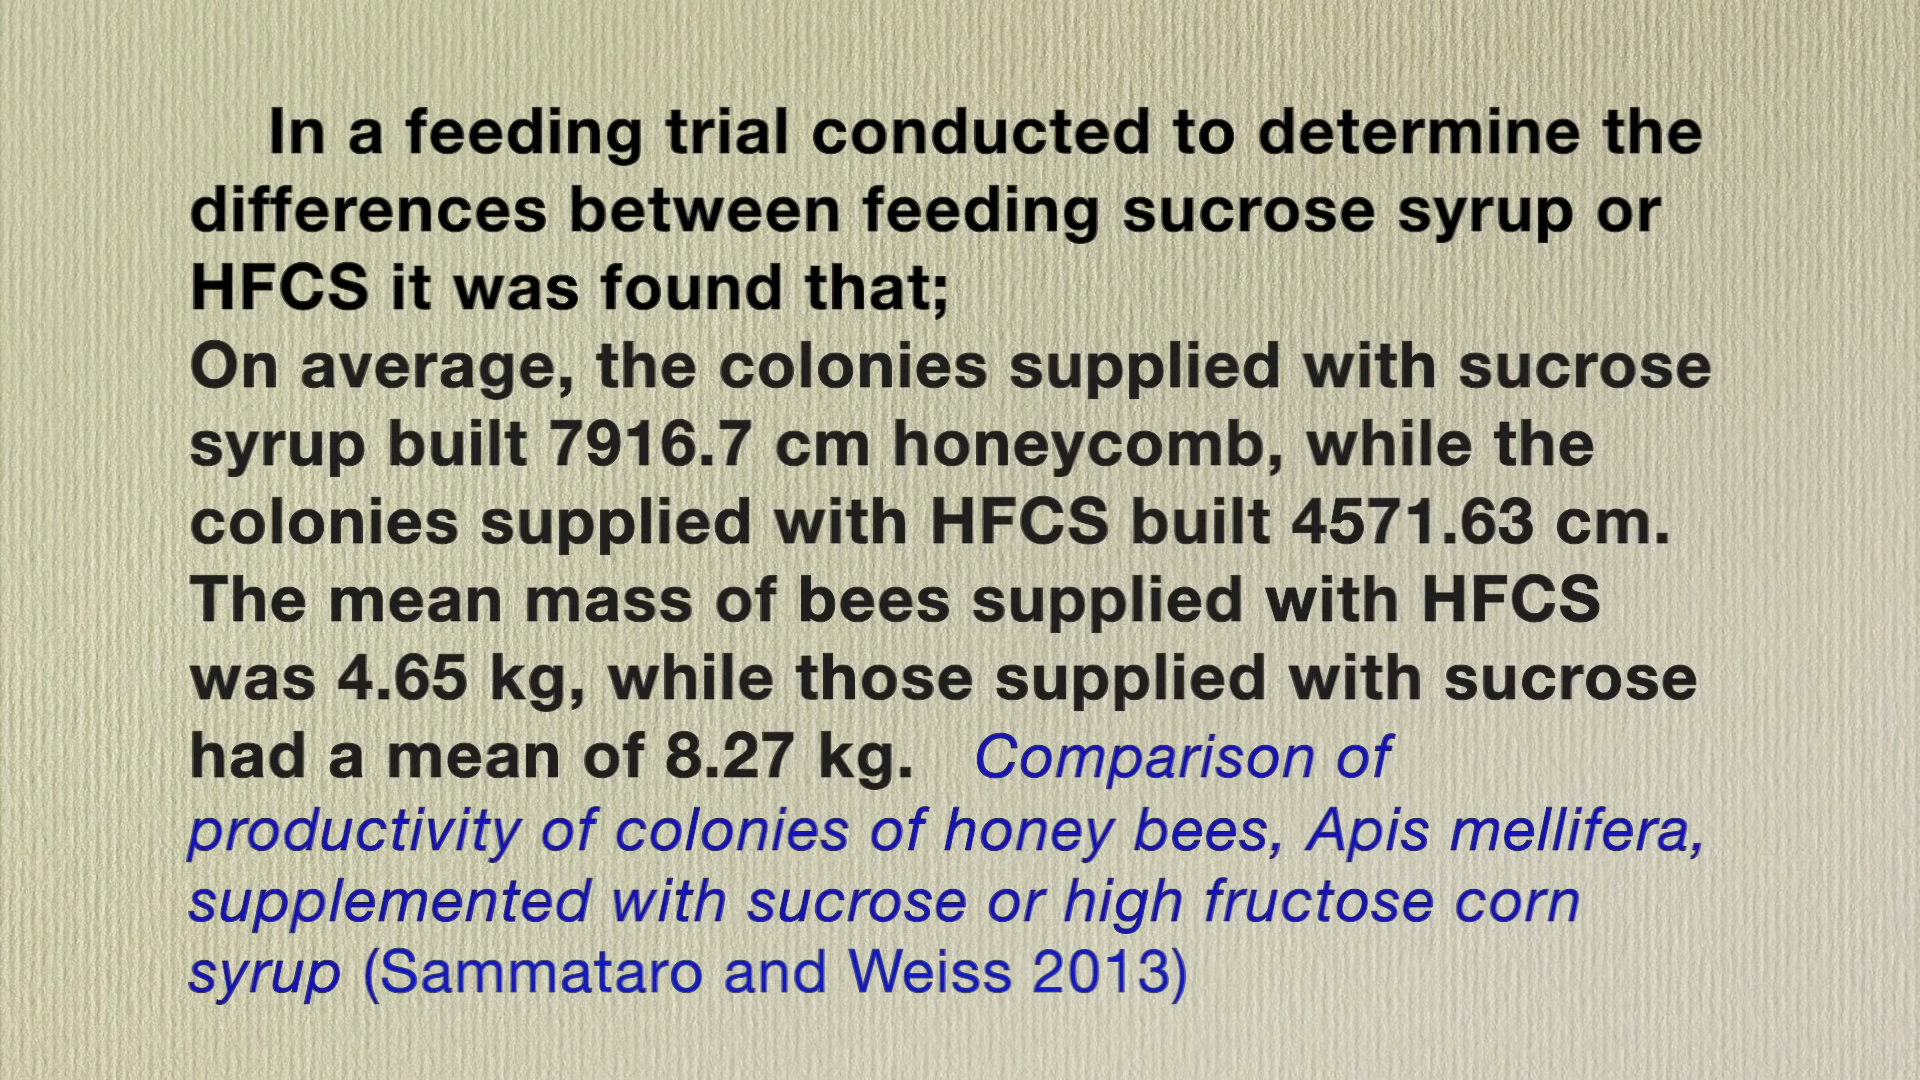 In a feeding trial conducted to determine the
differences between feeding sucrose syrup or
HFCS it was found that;
On average, the colonies supplied with sucrose
syrup built 7916.7 cm honeycomb, while the
colonies supplied with HFCS built 4571.63 cm.
The mean mass of bees supplied with HFCS
was 4.65 kg, while those supplied with sucrose
had a mean of 8.27 kg. Comparison of
productivity of colonies of honey bees, Apis mellifera,
supplemented with sucrose or high fructose corn
syrup (Sammataro and Weiss 2013)